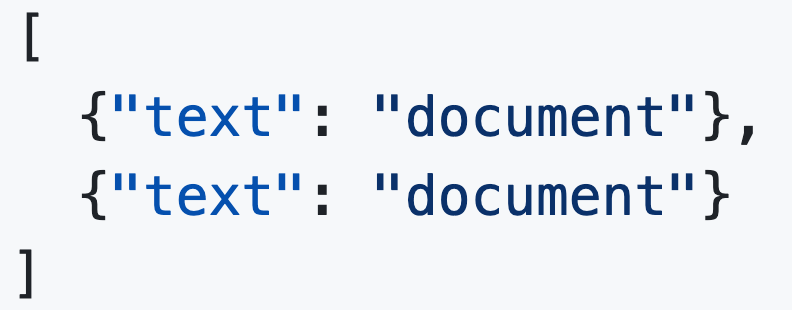 [
  {"text": "document"},
  {"text": "document"}
]